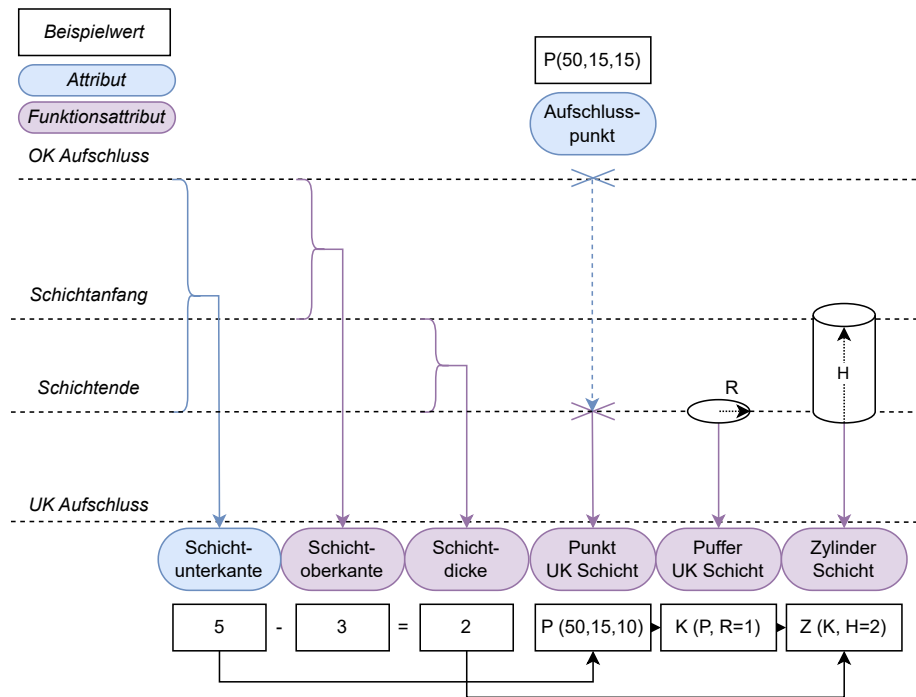 Beispielwert
Attribut
Funktionsattribut
P(50,15,15)
Aufschluss-
punkt
OK Aufschluss
Schichtanfang
Schichtende
R
H
UK Aufschluss
Schicht-
unterkante
Schicht-
oberkante
Schicht-
dicke
Punkt
UK Schicht
Puffer
UK Schicht
Zylinder
Schicht
5 - 3 = 2
P (50,15,10)
K (P, R=1)
Z (K, H=2)